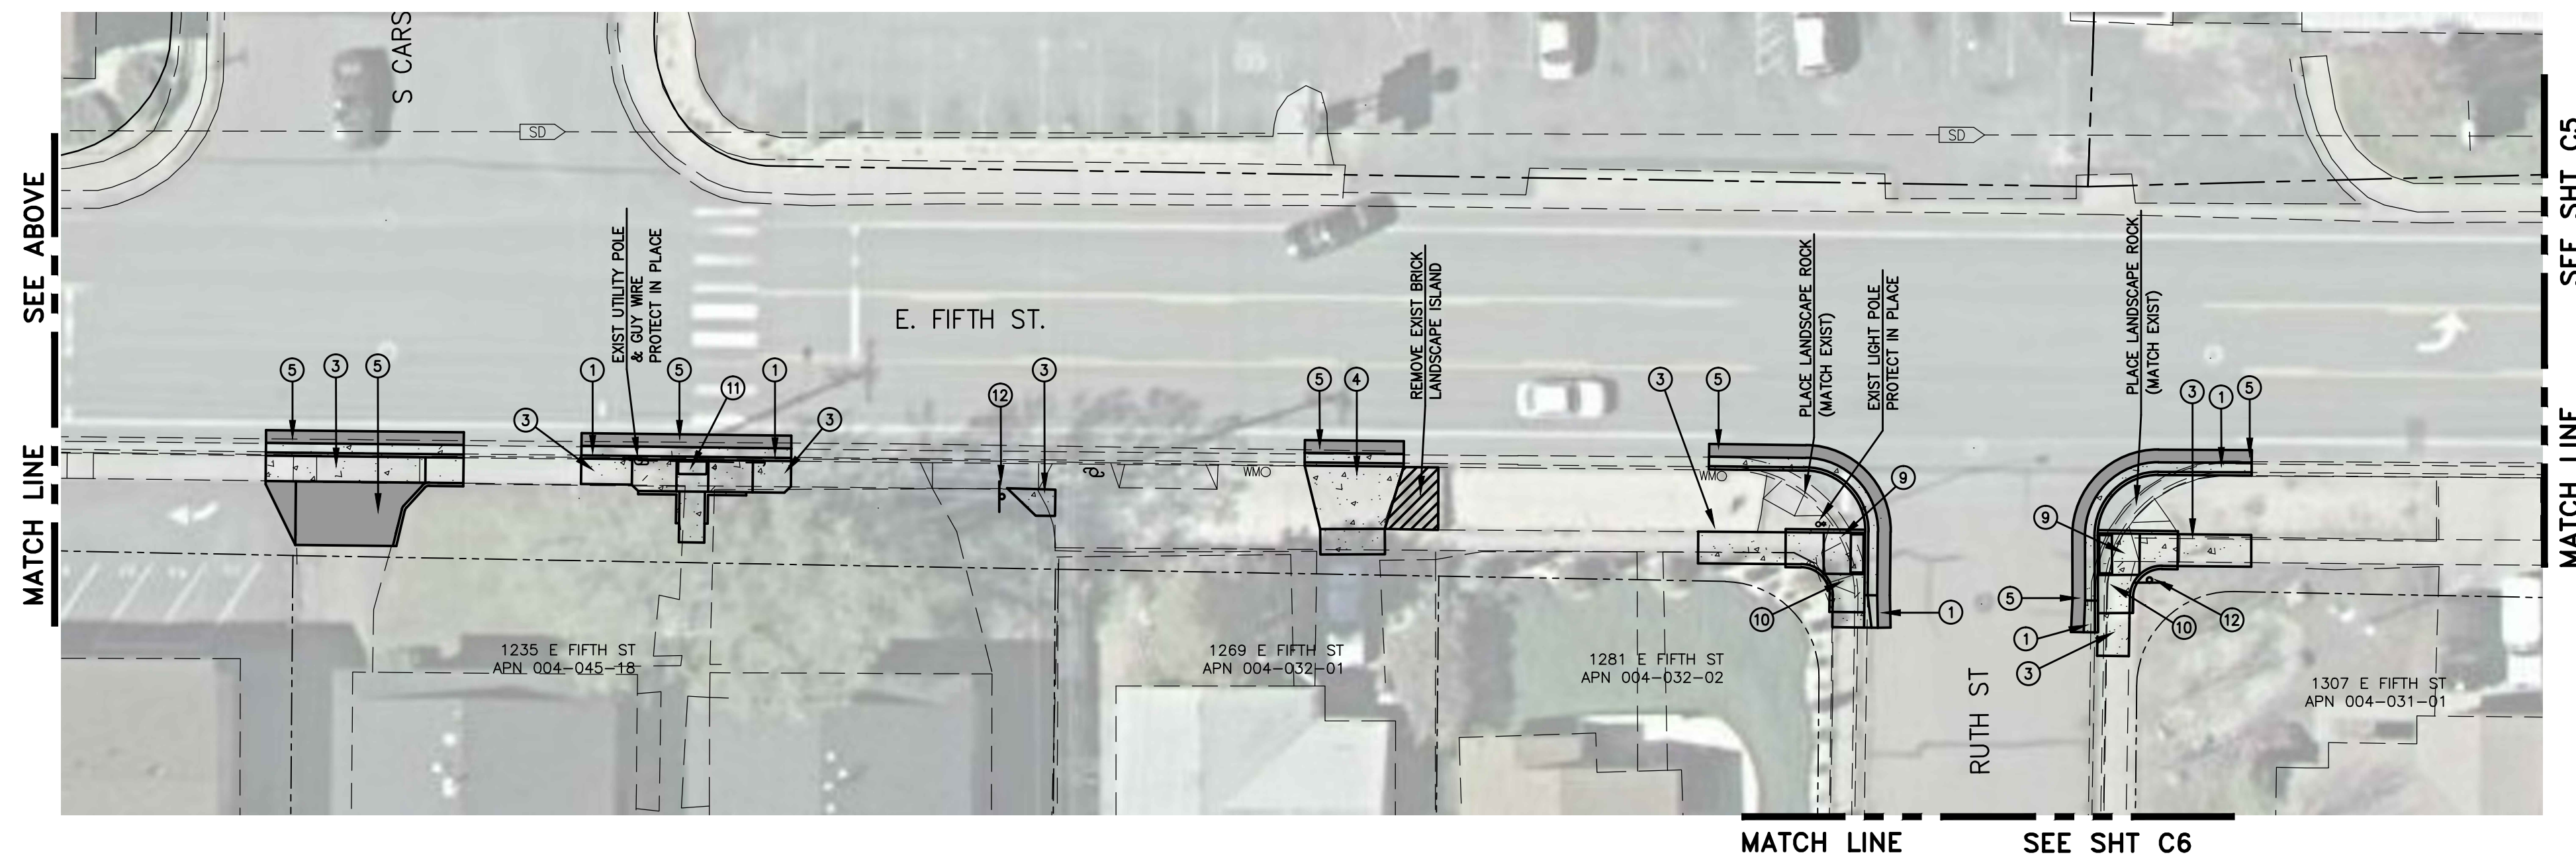 S CARS
SD
SD
MATCH LINE SEE ABOVE
MATCH LINE SEE SHT C5
EXIST UTILITY POLE
& GUY WIRE
PROTECT IN PLACE
E. FIFTH ST.
REMOVE EXIST BRICK
LANDSCAPE ISLAND
PLACE LANDSCAPE ROCK
(MATCH EXIST)
EXIST LIGHT POLE
PROTECT IN PLACE
PLACE LANDSCAPE ROCK
(MATCH EXIST)
5
3
5
3
1
5
11
1
3
12
3
5
4
3
5
9
10
1
9
5
1
3
3
1
5
10
12
WM
WM
1235 E FIFTH ST
APN 004-045-18
1269 E FIFTH ST
APN 004-032-01
1281 E FIFTH ST
APN 004-032-02
RUTH ST
1307 E FIFTH ST
APN 004-031-01
MATCH LINE SEE SHT C6